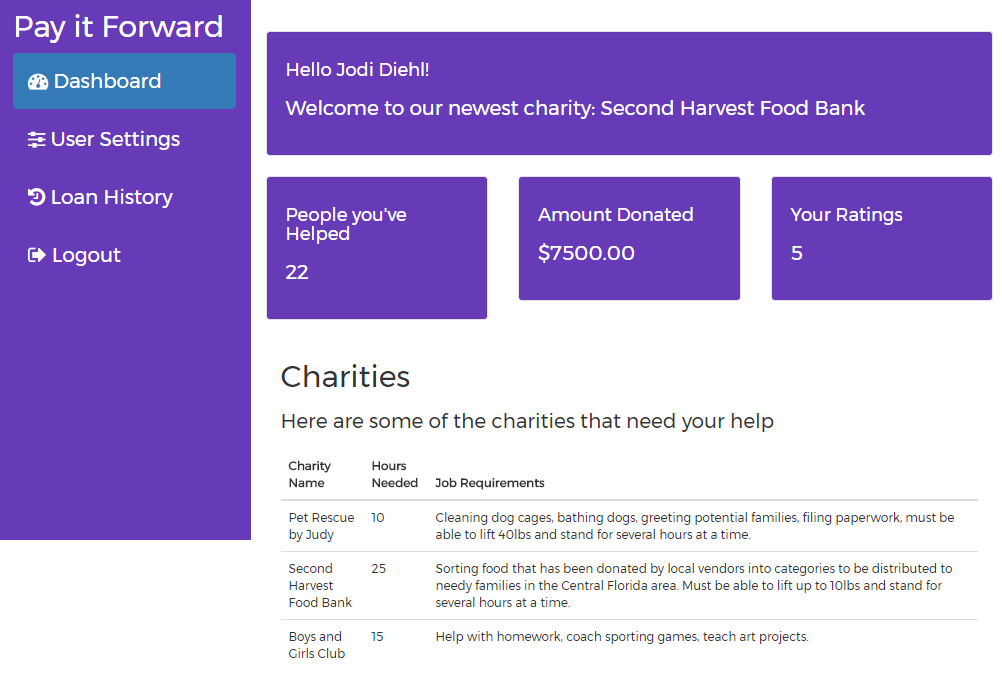 Pay it Forward
Dashboard
User Settings
Loan History
Logout
Hello Jodi Diehl!
Welcome to our newest charity: Second Harvest Food Bank
People you've
Helped
22
Amount Donated
$7500.00
Your Ratings
5
Charities
Here are some of the charities that need your help
Charity
Name
Hours
Needed
Job Requirements
Pet Rescue
by Judy
10
Cleaning dog cages, bathing dogs, greeting potential families, filing paperwork, must be
able to lift 40lbs and stand for several hours at a time.
Second
Harvest
Food Bank
25
Sorting food that has been donated by local vendors into categories to be distributed to
needy families in the Central Florida area. Must be able to lift up to 10lbs and stand for
several hours at a time.
Boys and
Girls Club
15
Help with homework, coach sporting games, teach art projects.